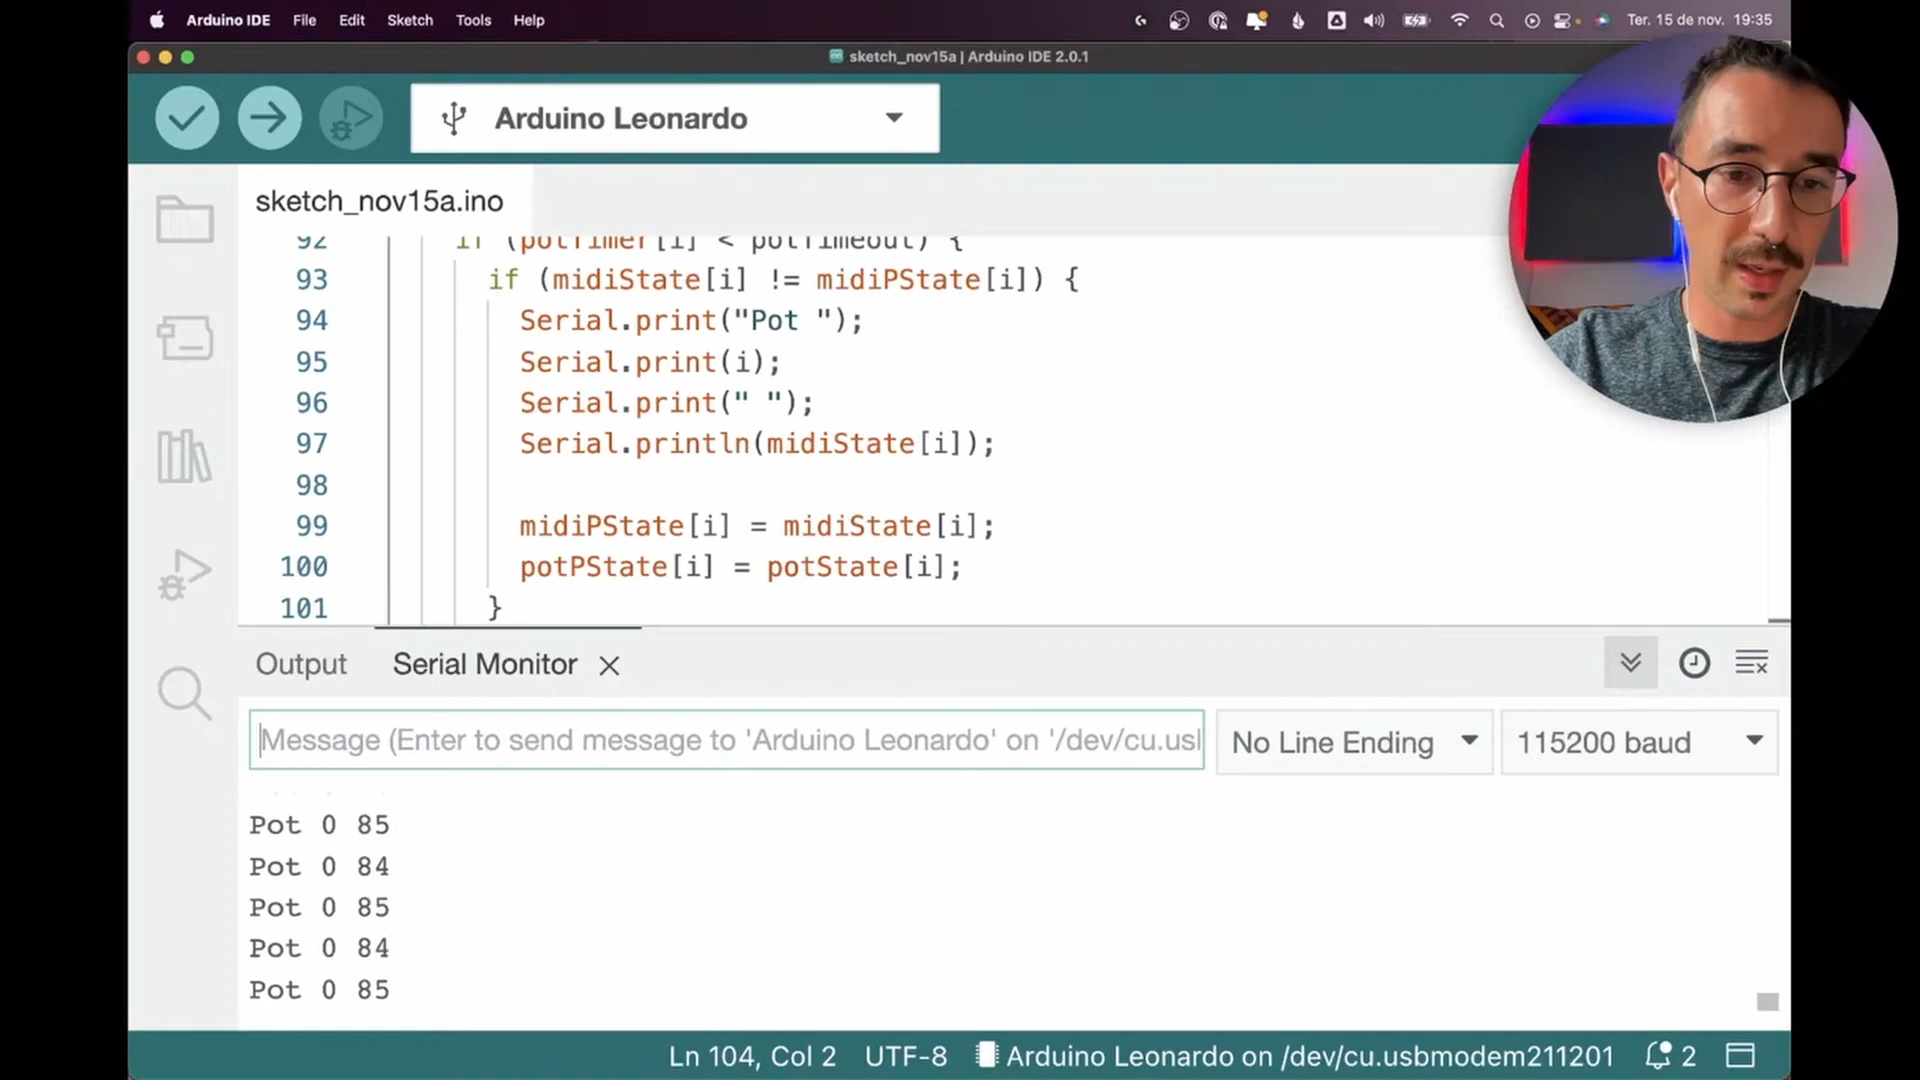 Arduino IDE File Edit Sketch Tools Help Ter. 15 de nov. 19:35
sketch_nov15a | Arduino IDE 2.0.1
Arduino Leonardo
sketch_nov15a.ino
92 if (potTimer[i] < potTimeout) {
93 if (midiState[i] != midiPState[i]) {
94 Serial.print("Pot ");
95 Serial.print(i);
96 Serial.print(" ");
97 Serial.println(midiState[i]);
98
99 midiPState[i] = midiState[i];
100 potPState[i] = potState[i];
101 }
Output Serial Monitor
Message (Enter to send message to 'Arduino Leonardo' on '/dev/cu.usl No Line Ending 115200 baud
Pot 0 85
Pot 0 84
Pot 0 85
Pot 0 84
Pot 0 85
Ln 104, Col 2 UTF-8 Arduino Leonardo on /dev/cu.usbmodem211201 2